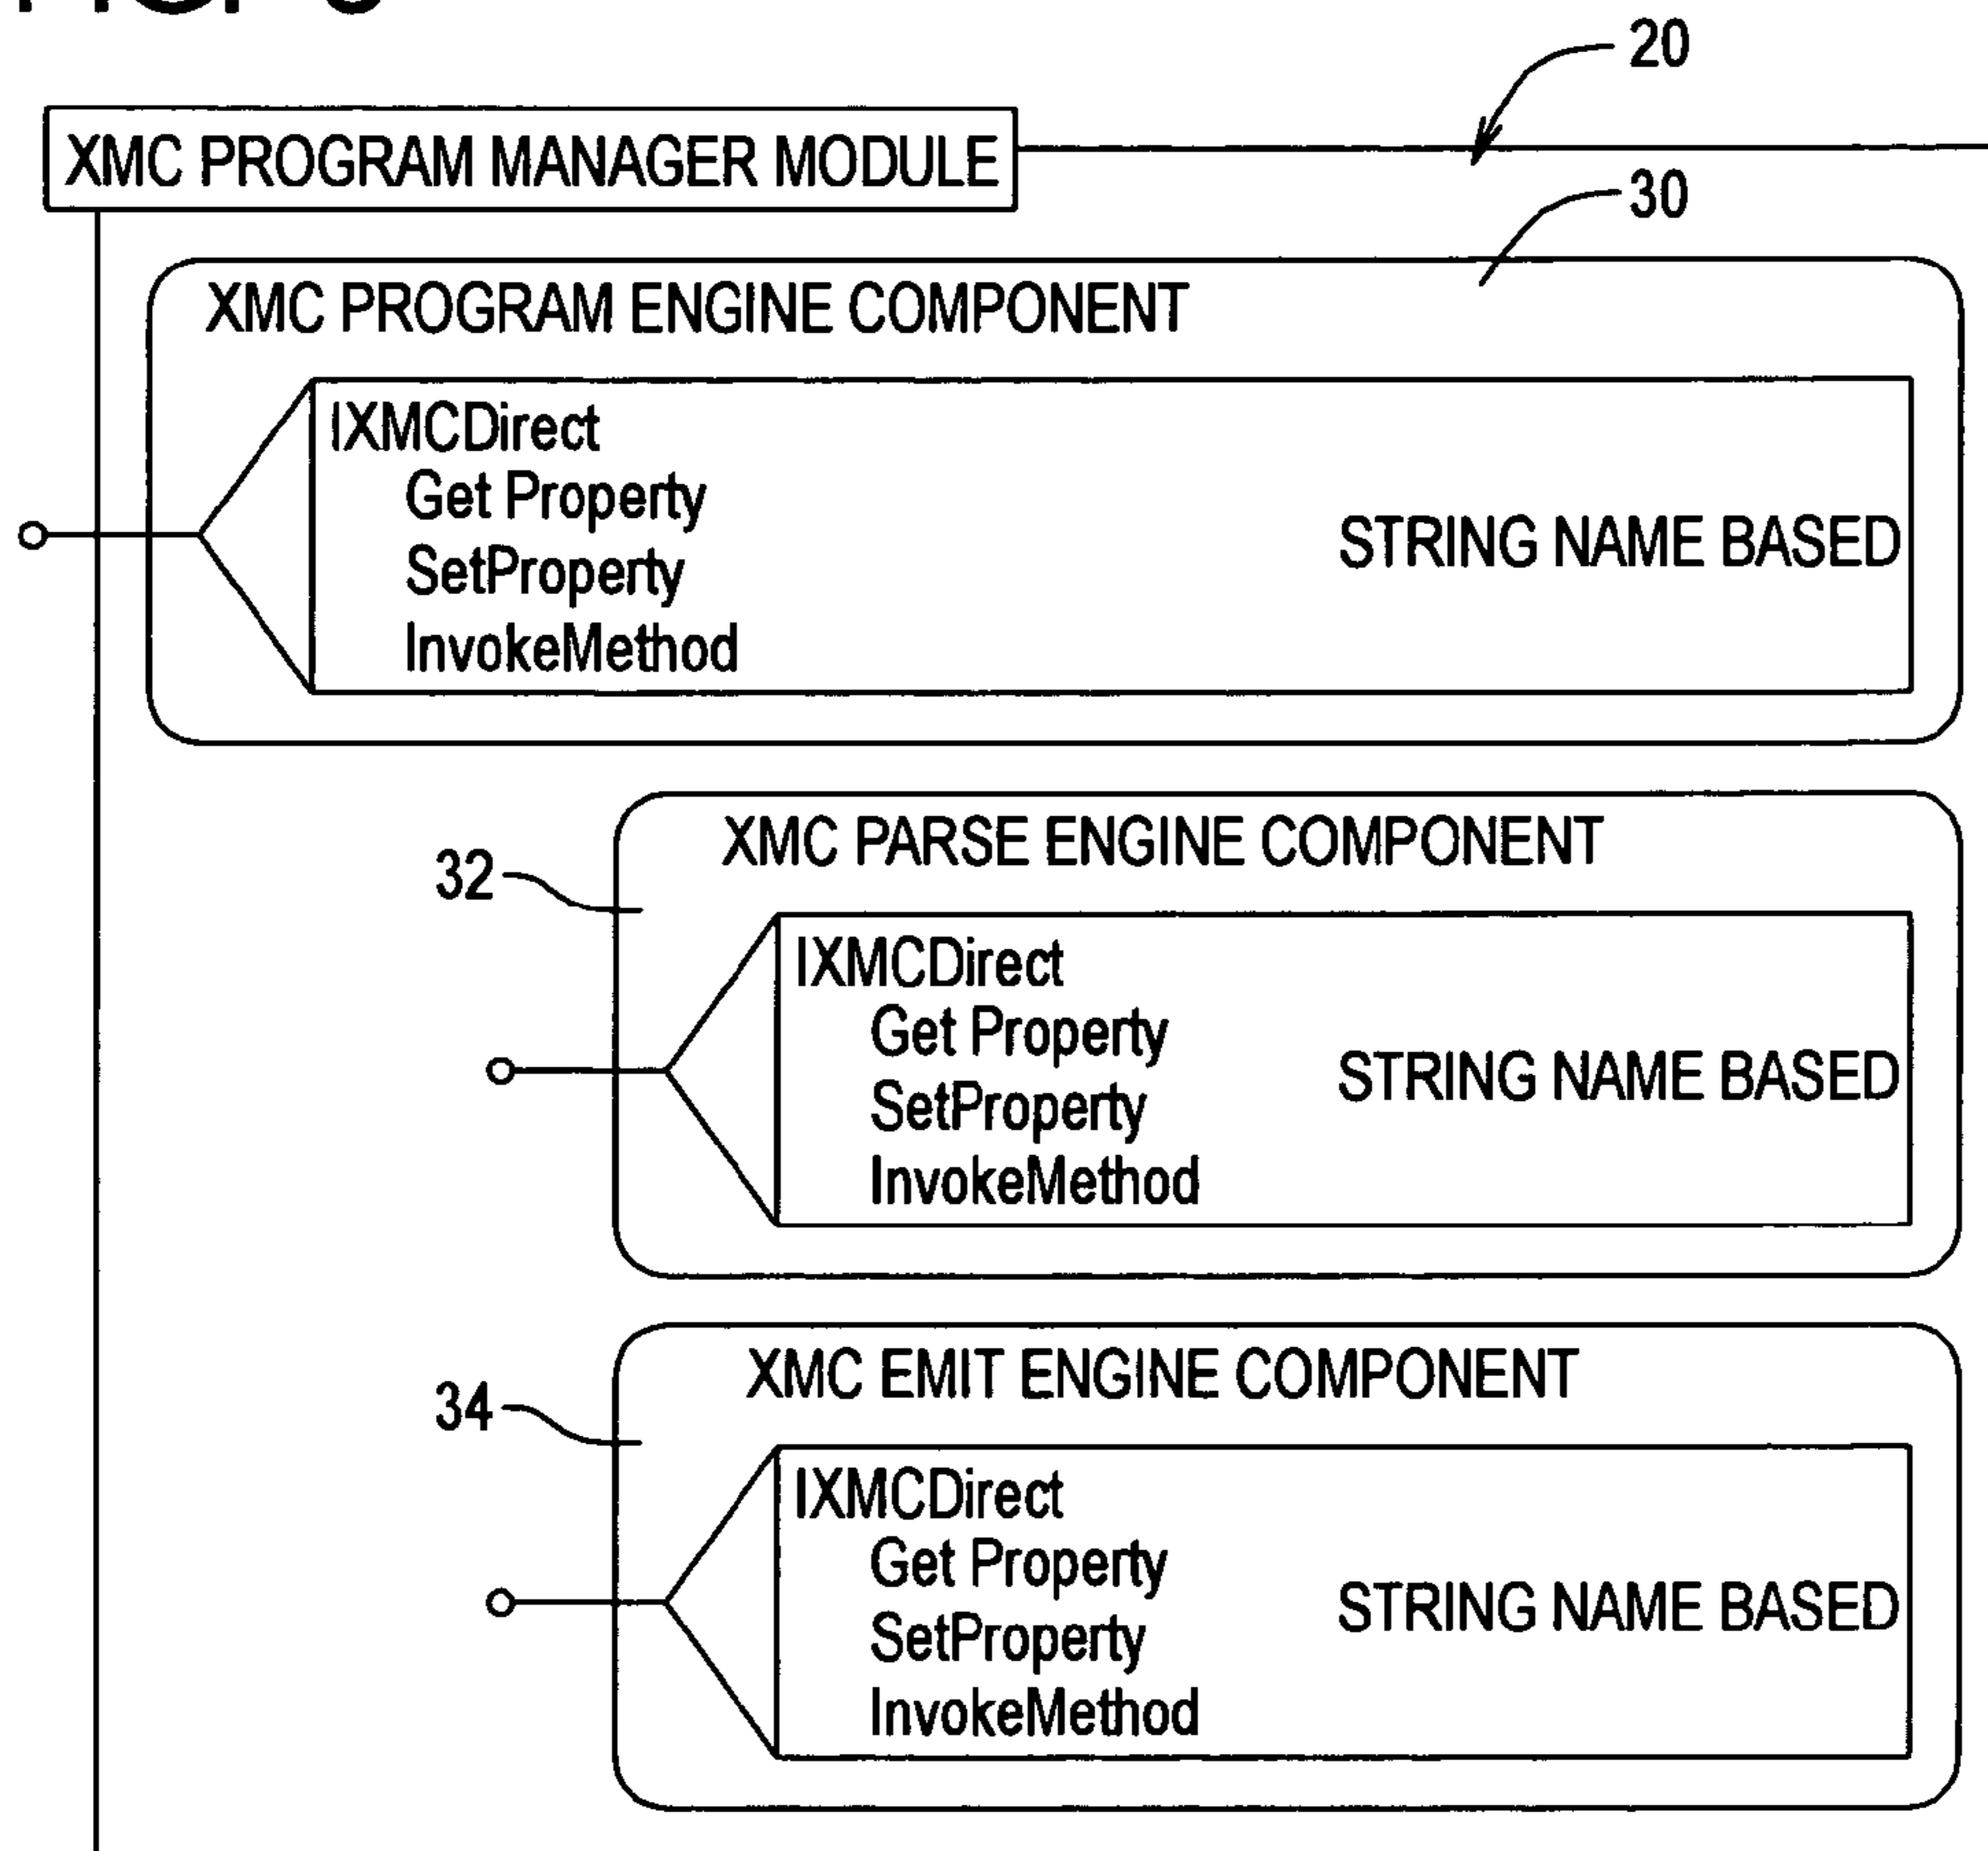 20
XMC PROGRAM MANAGER MODULE
30
XMC PROGRAM ENGINE COMPONENT
IXMCDirect
Get Property
SetProperty
InvokeMethod
STRING NAME BASED
XMC PARSE ENGINE COMPONENT
32
IXMCDirect
Get Property
SetProperty
InvokeMethod
STRING NAME BASED
XMC EMIT ENGINE COMPONENT
34
IXMCDirect
Get Property
SetProperty
InvokeMethod
STRING NAME BASED